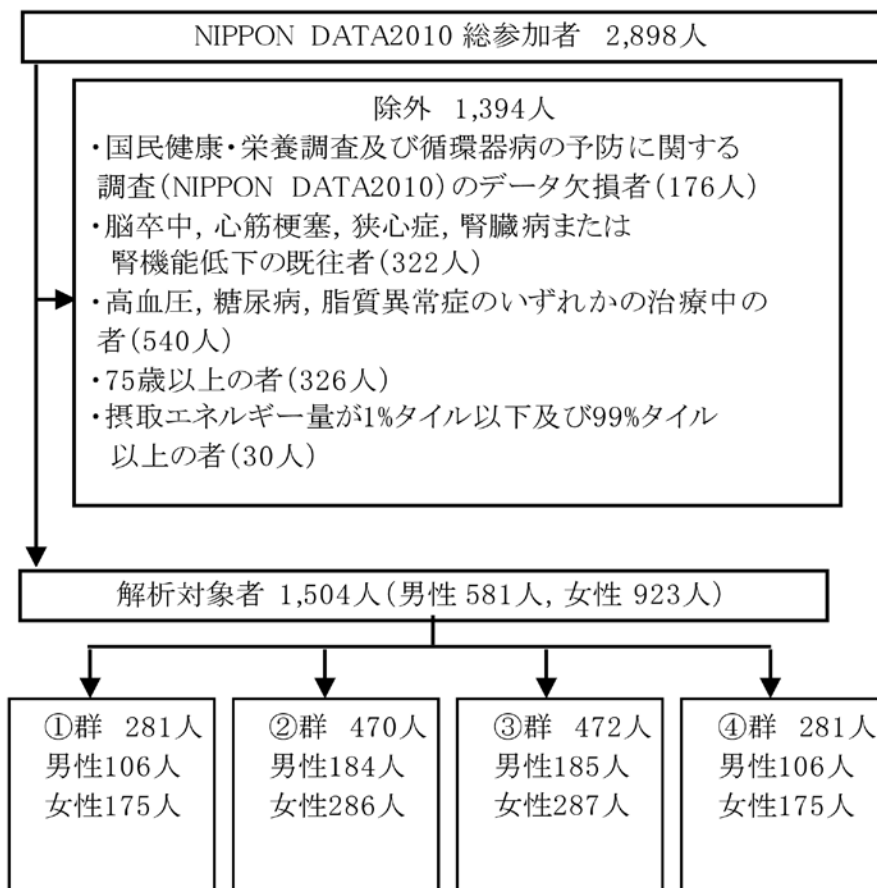 NIPPON DATA2010 総参加者 2,898人
除外 1,394人
・国民健康・栄養調査及び循環器病の予防に関する
調査(NIPPON DATA2010)のデータ欠損者(176人)
・脳卒中, 心筋梗塞, 狭心症, 腎臓病または
腎機能低下の既往者(322人)
・高血圧, 糖尿病, 脂質異常症のいずれかの治療中の
者(540人)
・75歳以上の者(326人)
・摂取エネルギー量が1%タイル以下及び99%タイル
以上の者(30人)
解析対象者 1,504人(男性 581人, 女性 923人)
①群 281人
男性106人
女性175人
②群 470人
男性184人
女性286人
③群 472人
男性185人
女性287人
④群 281人
男性106人
女性175人